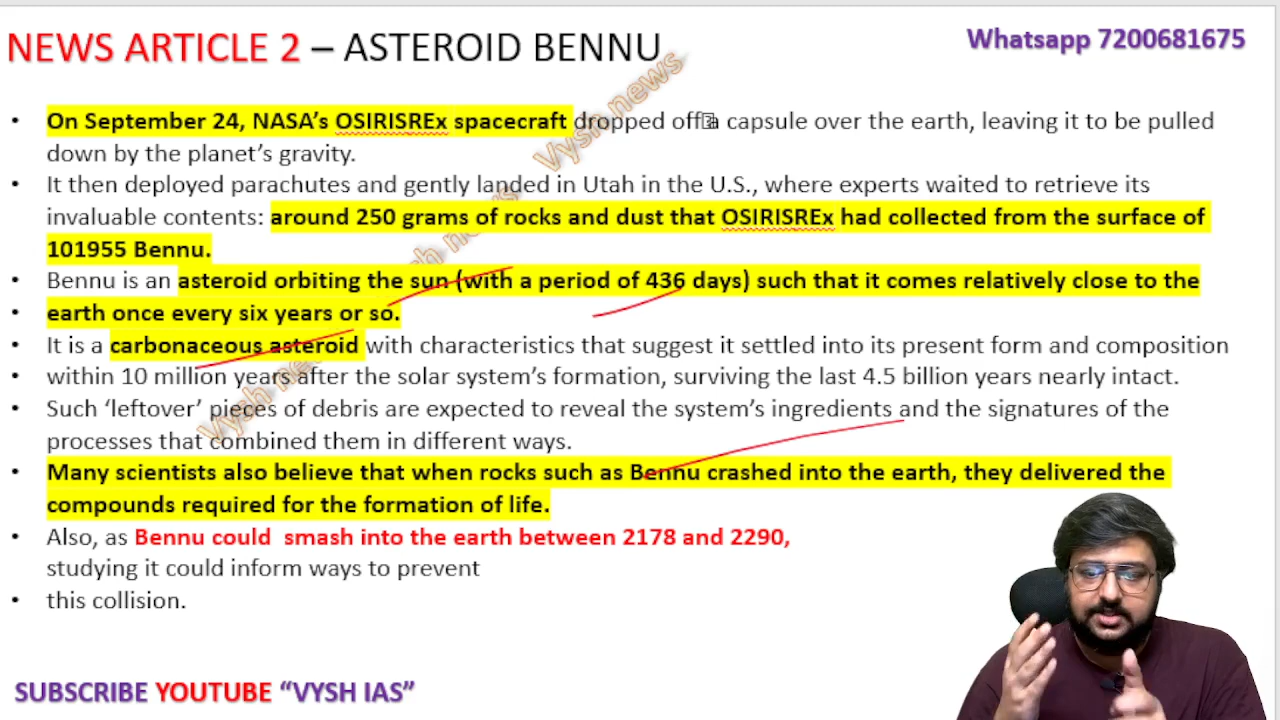 NEWS ARTICLE 2 – ASTEROID BENNU
Whatsapp 7200681675
• On September 24, NASA's OSIRISREx spacecraft dropped off a capsule over the earth, leaving it to be pulled
down by the planet's gravity.
• It then deployed parachutes and gently landed in Utah in the U.S., where experts waited to retrieve its
invaluable contents: around 250 grams of rocks and dust that OSIRISREx had collected from the surface of
101955 Bennu.
• Bennu is an asteroid orbiting the sun (with a period of 436 days) such that it comes relatively close to the
• earth once every six years or so.
• It is a carbonaceous asteroid with characteristics that suggest it settled into its present form and composition
• within 10 million years after the solar system's formation, surviving the last 4.5 billion years nearly intact.
• Such 'leftover' pieces of debris are expected to reveal the system's ingredients and the signatures of the
processes that combined them in different ways.
• Many scientists also believe that when rocks such as Bennu crashed into the earth, they delivered the
compounds required for the formation of life.
• Also, as Bennu could smash into the earth between 2178 and 2290,
studying it could inform ways to prevent
• this collision.
Vysh news
Vysh news
Vysh news
SUBSCRIBE YOUTUBE “VYSH IAS”